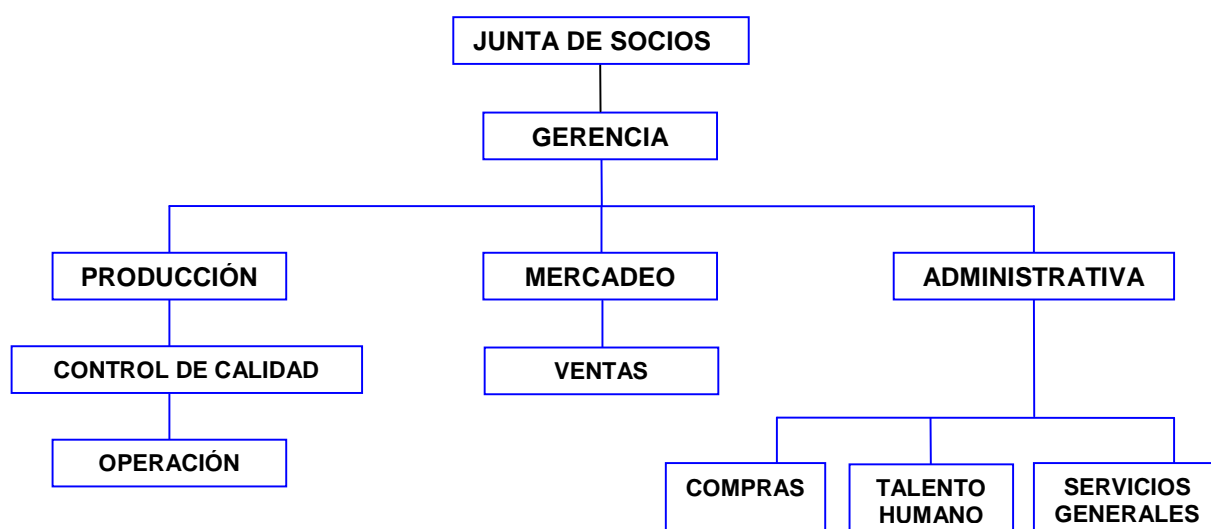 JUNTA DE SOCIOS
GERENCIA
PRODUCCIÓN
MERCADEO
ADMINISTRATIVA
CONTROL DE CALIDAD
VENTAS
OPERACIÓN
COMPRAS
TALENTO
HUMANO
SERVICIOS
GENERALES